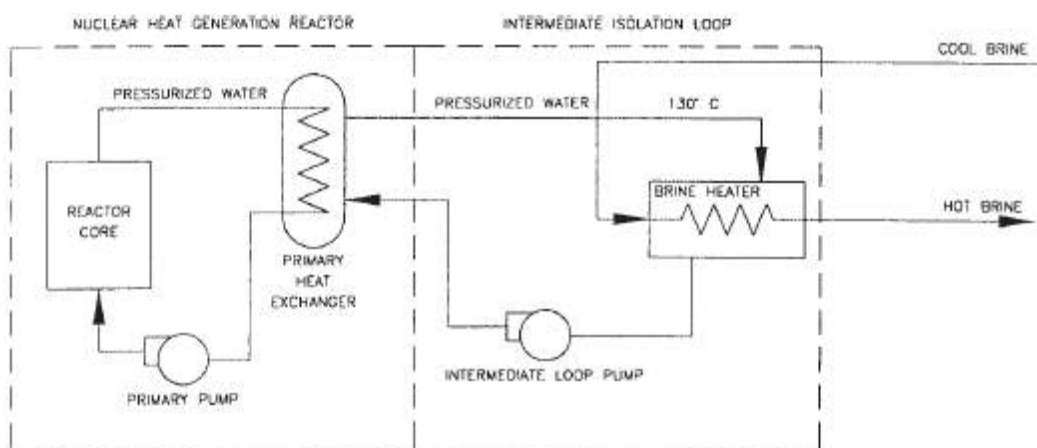 NUCLEAR HEAT GENERATION REACTOR
INTERMEDIATE ISOLATION LOOP
COOL BRINE
PRESSURIZED WATER
PRESSURIZED WATER
130° C
REACTOR
CORE
BRINE HEATER
HOT BRINE
PRIMARY
HEAT
EXCHANGER
PRIMARY PUMP
INTERMEDIATE LOOP PUMP